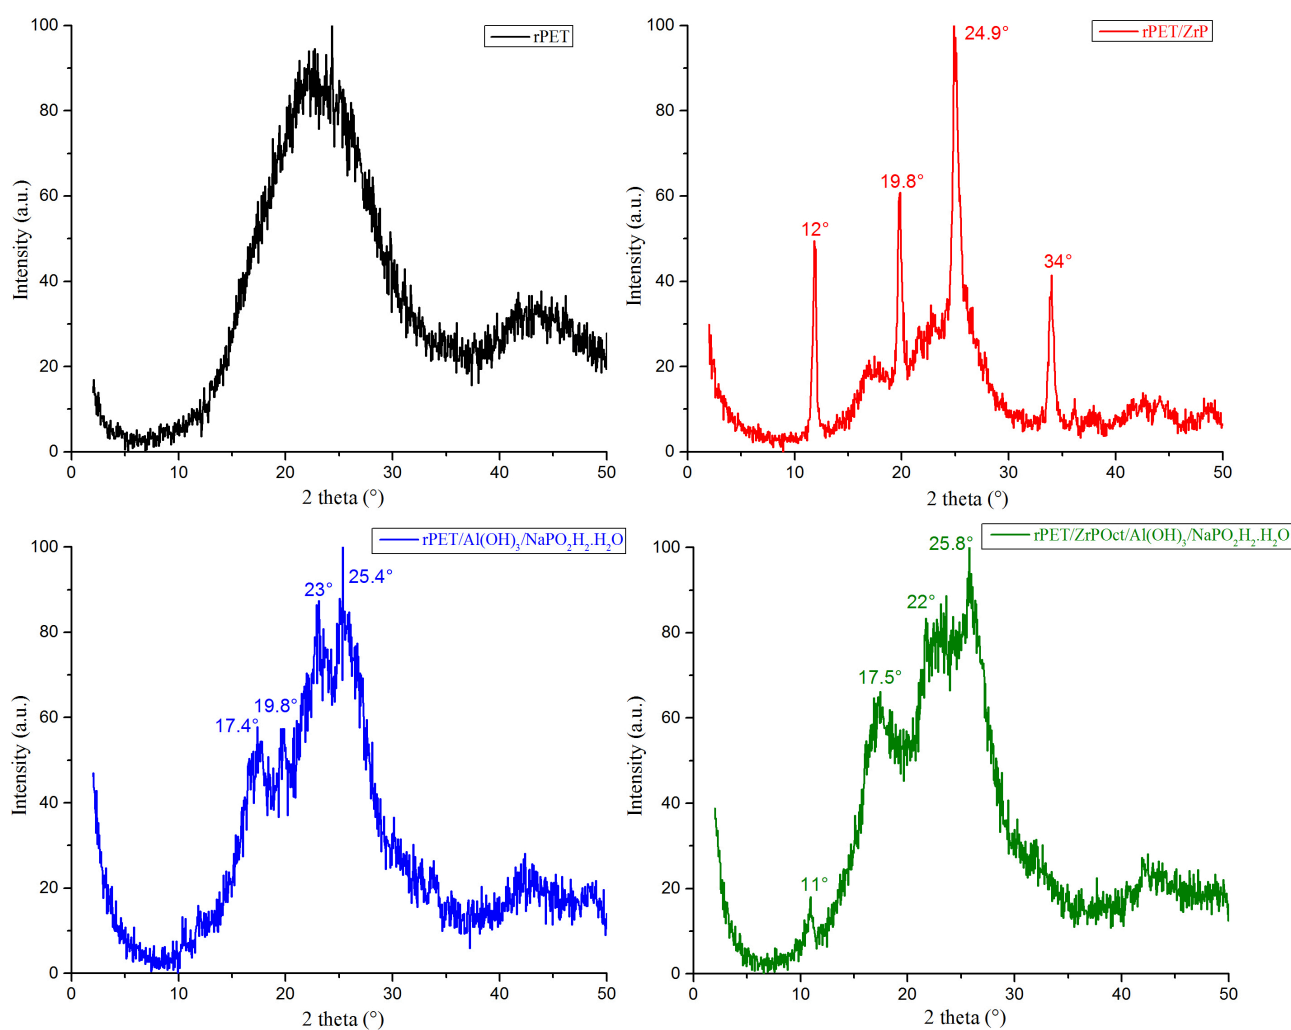 rPET
100
80
60
40
20
0
Intensity (a.u.)
0 10 20 30 40 50
2 theta (°)
rPET/ZrP
24.9°
19.8°
12°
34°
100
80
60
40
20
0
Intensity (a.u.)
0 10 20 30 40 50
2 theta (°)
rPET/Al(OH)₃/NaPO₂H₂.H₂O
25.4°
23°
19.8°
17.4°
100
80
60
40
20
0
Intensity (a.u.)
0 10 20 30 40 50
2 theta (°)
rPET/ZrPOct/Al(OH)₃/NaPO₂H₂.H₂O
25.8°
22°
17.5°
11°
100
80
60
40
20
0
Intensity (a.u.)
0 10 20 30 40 50
2 theta (°)